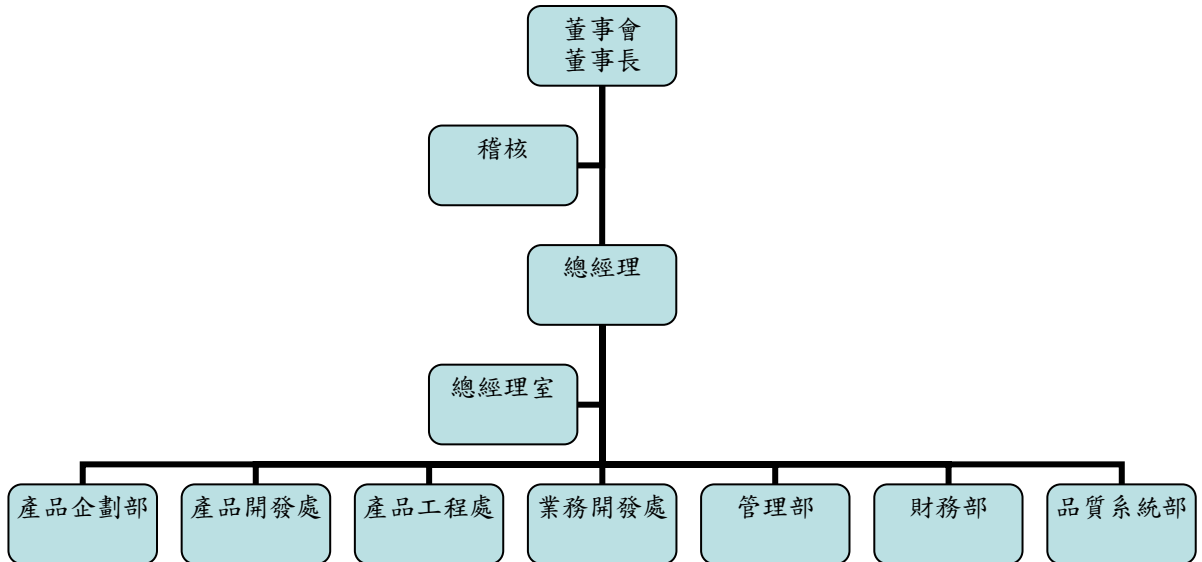 董事會
董事長
稽核
總經理
總經理室
產品企劃部
產品開發處
產品工程處
業務開發處
管理部
財務部
品質系統部